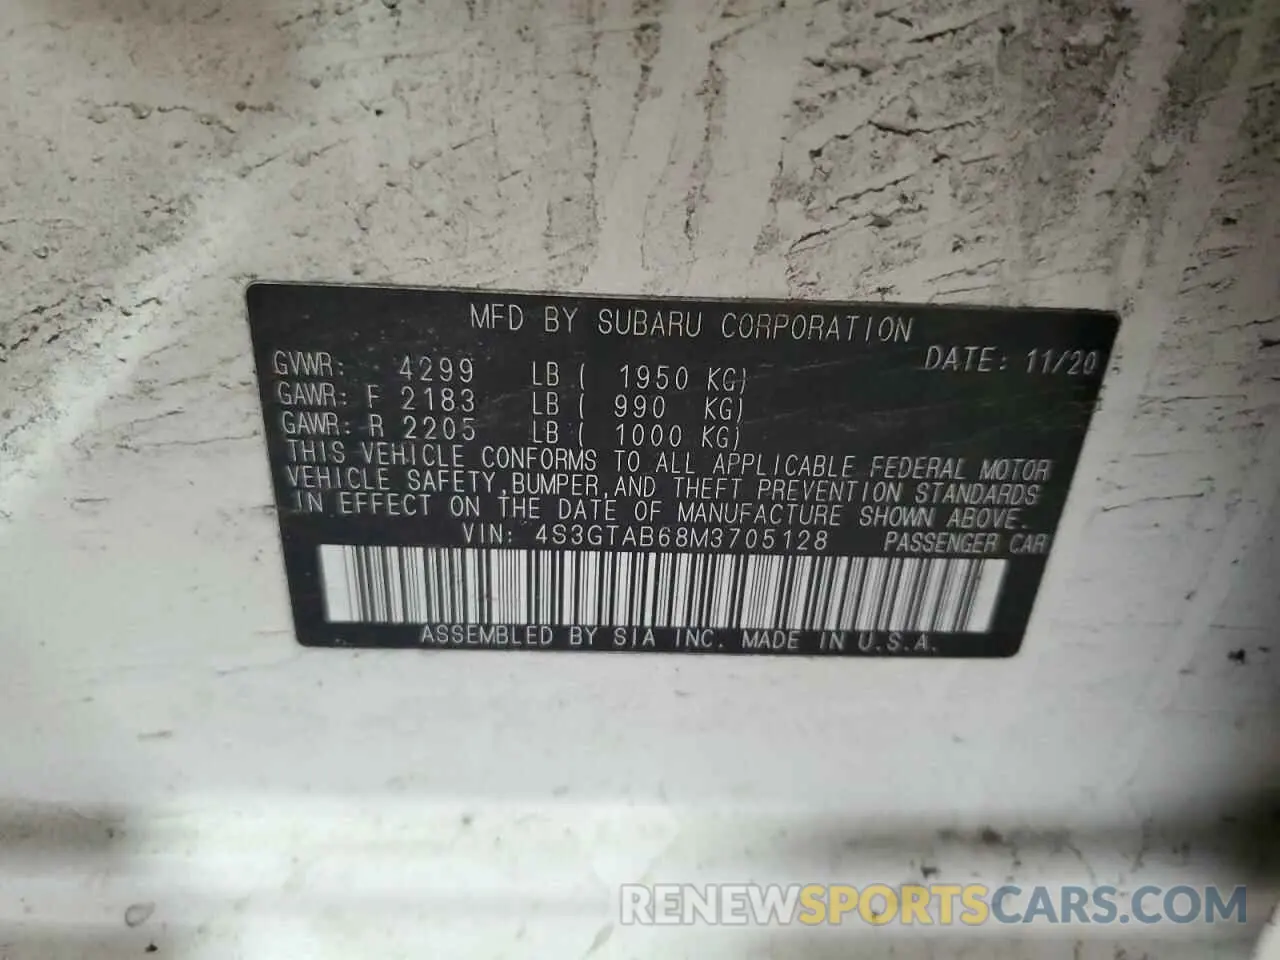 MFD BY SUBARU CORPORATION
DATE: 11/20
GVWR: 4299 LB ( 1950 KG)
GAWR: F 2183 LB ( 990 KG)
GAWR: R 2205 LB ( 1000 KG)
THIS VEHICLE CONFORMS TO ALL APPLICABLE FEDERAL MOTOR
VEHICLE SAFETY,BUMPER,AND THEFT PREVENTION STANDARDS
IN EFFECT ON THE DATE OF MANUFACTURE SHOWN ABOVE.
VIN: 4S3GTAB68M3705128 PASSENGER CAR
ASSEMBLED BY SIA INC. MADE IN U.S.A.
RENEWSPORTSCARS.COM